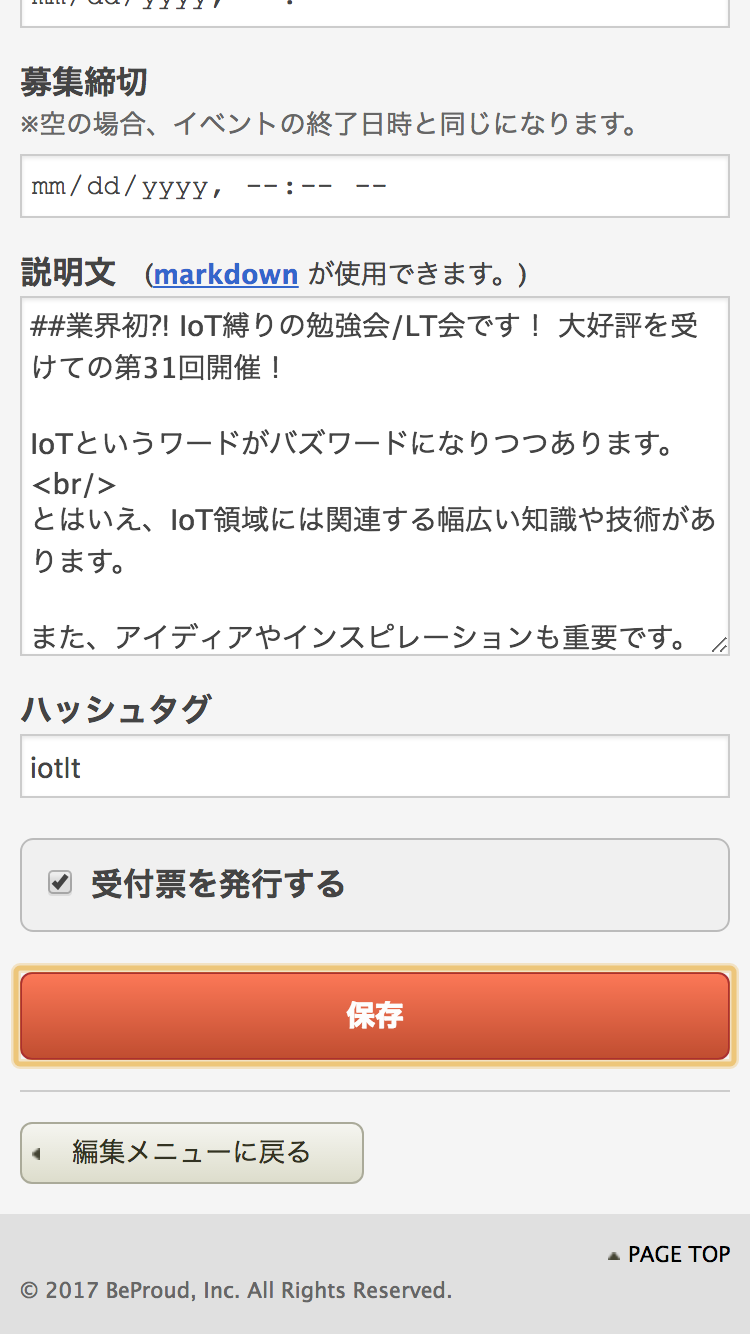 募集締切
※空の場合、イベントの終了日時と同じになります。
mm/dd/yyyy, --:-- --
説明文 (markdown が使用できます。)
##業界初?! IoT縛りの勉強会/LT会です！ 大好評を受
けての第31回開催！
IoTというワードがバズワードになりつつあります。
<br/>
とはいえ、IoT領域には関連する幅広い知識や技術があ
ります。
また、アイディアやインスピレーションも重要です。
ハッシュタグ
iotlt
受付票を発行する
保存
編集メニューに戻る
PAGE TOP
© 2017 BeProud, Inc. All Rights Reserved.